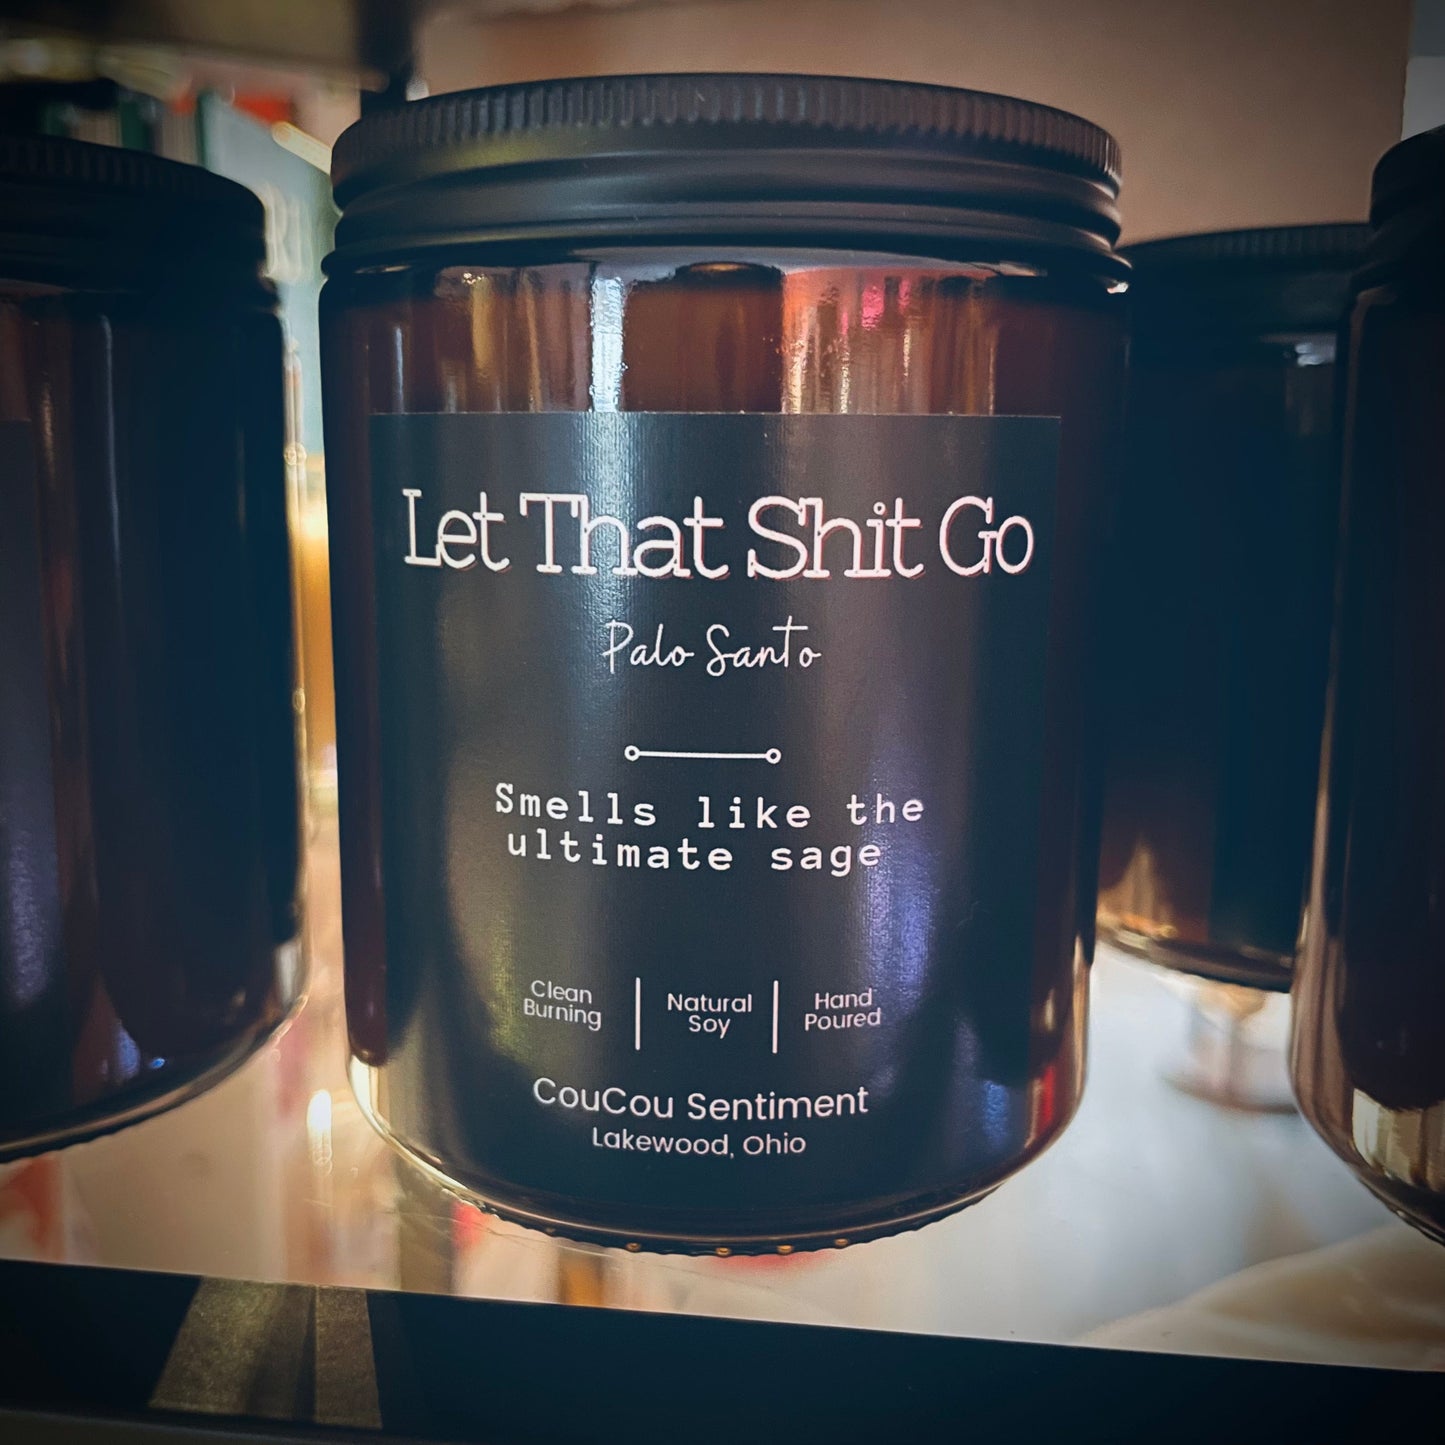 Let That Shit Go
Palo Santo
Smells like the
ultimate sage
Clean
Burning
Natural
Soy
Hand
Poured
CouCou Sentiment
Lakewood, Ohio